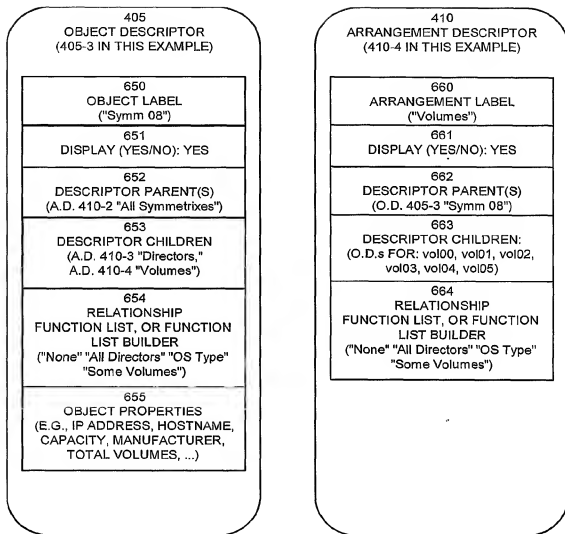 405
OBJECT DESCRIPTOR
(405-3 IN THIS EXAMPLE)
650
OBJECT LABEL
("Symm 08")
651
DISPLAY (YES/NO): YES
652
DESCRIPTOR PARENT(S)
(A.D. 410-2 "All Symmetrixes")
653
DESCRIPTOR CHILDREN
(A.D. 410-3 "Directors,"
A.D. 410-4 "Volumes")
654
RELATIONSHIP
FUNCTION LIST, OR FUNCTION
LIST BUILDER
("None" "All Directors" "OS Type"
"Some Volumes")
655
OBJECT PROPERTIES
(E.G., IP ADDRESS, HOSTNAME,
CAPACITY, MANUFACTURER,
TOTAL VOLUMES, ...)
410
ARRANGEMENT DESCRIPTOR
(410-4 IN THIS EXAMPLE)
660
ARRANGEMENT LABEL
("Volumes")
661
DISPLAY (YES/NO): YES
662
DESCRIPTOR PARENT(S)
(O.D. 405-3 "Symm 08")
663
DESCRIPTOR CHILDREN:
(O.D.s FOR: vol00, vol01, vol02,
vol03, vol04, vol05)
664
RELATIONSHIP
FUNCTION LIST, OR FUNCTION
LIST BUILDER
("None" "All Directors" "OS Type"
"Some Volumes")